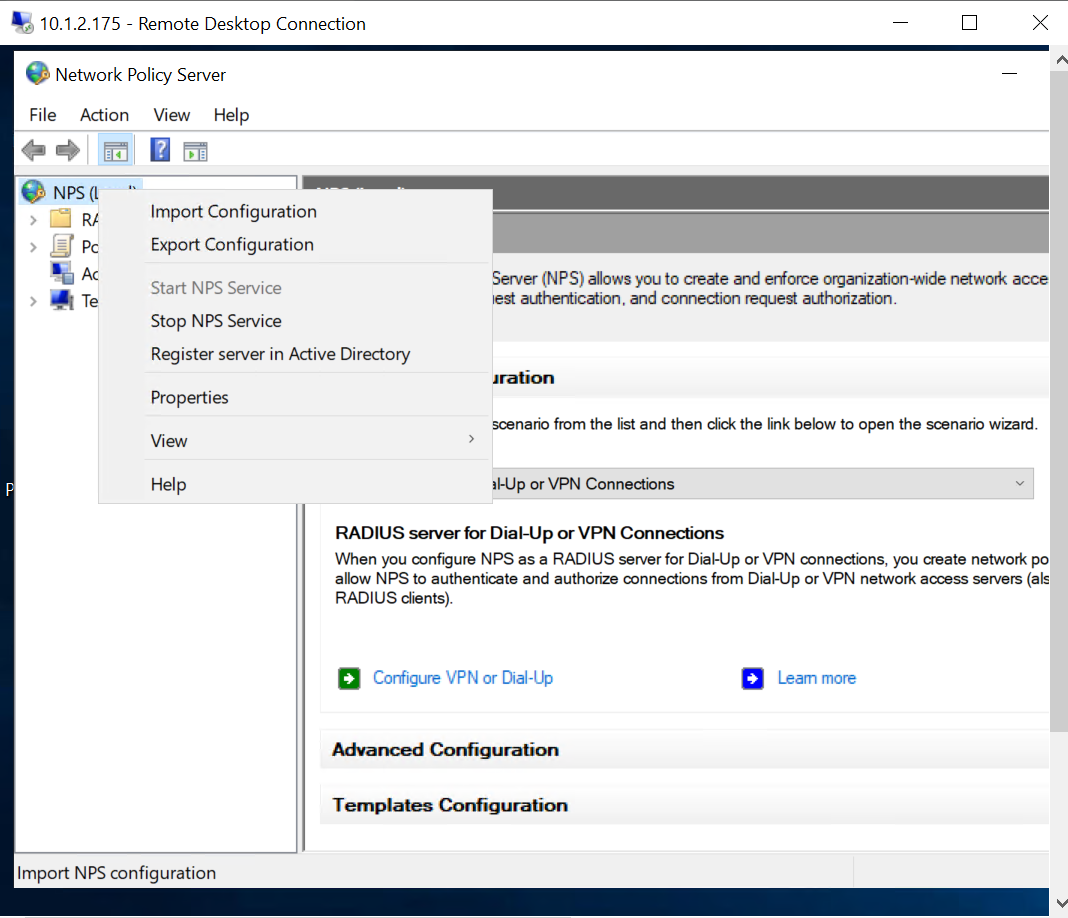 10.1.2.175 - Remote Desktop Connection
Network Policy Server
File Action View Help
NPS
RA
Import Configuration
Po
Export Configuration
Ac
Server (NPS) allows you to create and enforce organization-wide network acce
Start NPS Service
est authentication, and connection request authorization.
Te
Stop NPS Service
Register server in Active Directory
uration
Properties
scenario from the list and then click the link below to open the scenario wizard.
View
Help
al-Up or VPN Connections
P
RADIUS server for Dial-Up or VPN Connections
When you configure NPS as a RADIUS server for Dial-Up or VPN connections, you create network po
allow NPS to authenticate and authorize connections from Dial-Up or VPN network access servers (als
RADIUS clients).
Configure VPN or Dial-Up
Learn more
Advanced Configuration
Templates Configuration
Import NPS configuration